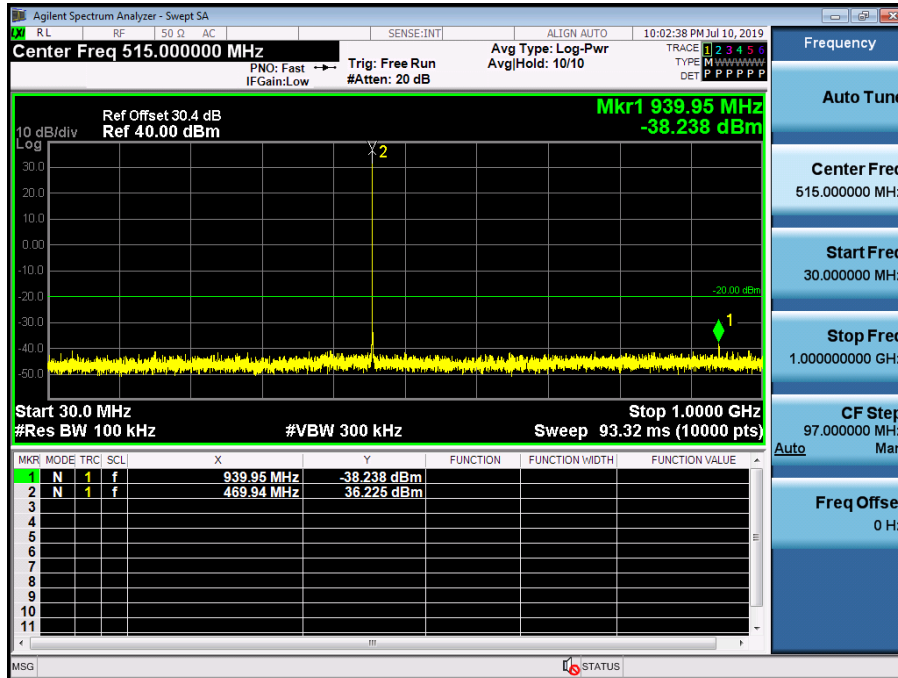 Agilent Spectrum Analyzer - Swept SA
LXI RL RF 50 Ω AC SENSE:INT ALIGN AUTO 10:02:38 PM Jul 10, 2019
Center Freq 515.000000 MHz
PNO: Fast
IFGain:Low
Trig: Free Run
#Atten: 20 dB
Avg Type: Log-Pwr
Avg|Hold: 10/10
TRACE 1 2 3 4 5 6
TYPE M WWWWW
DET P P P P P P
Mkr1 939.95 MHz
-38.238 dBm
Ref Offset 30.4 dB
10 dB/div Ref 40.00 dBm
Log
2
30.0
20.0
10.0
0.00
-10.0
-20.0
-20.00 dBm
-30.0
1
-40.0
-50.0
Start 30.0 MHz Stop 1.0000 GHz
#Res BW 100 kHz #VBW 300 kHz Sweep 93.32 ms (10000 pts)
MKR MODE TRC SCL X Y FUNCTION FUNCTION WIDTH FUNCTION VALUE
1 N 1 f 939.95 MHz -38.238 dBm
2 N 1 f 469.94 MHz 36.225 dBm
3
4
5
6
7
8
9
10
11
MSG STATUS
Frequency
Auto Tune
Center Freq
515.000000 MH
Start Freq
30.000000 MH
Stop Freq
1.000000000 GH
CF Step
97.000000 MH
Auto Man
Freq Offse
0 H